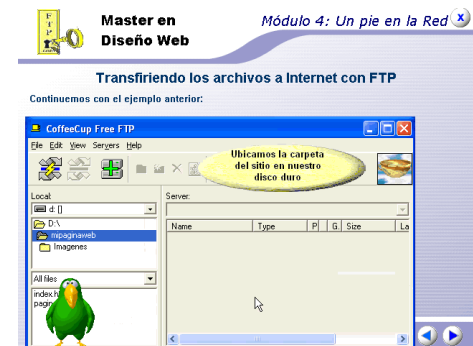 F
T
P
Master en
Diseño Web
Módulo 4: Un pie en la Red
x
Transfiriendo los archivos a Internet con FTP
Continuemos con el ejemplo anterior:
CoffeeCup Free FTP
File Edit View Servers Help
Ubicamos la carpeta
del sitio en nuestro
disco duro
Local:
Server:
d: []
D:\
mipaginaweb
Imagenes
Name Type P G. Size La
All files
index.h
pagin